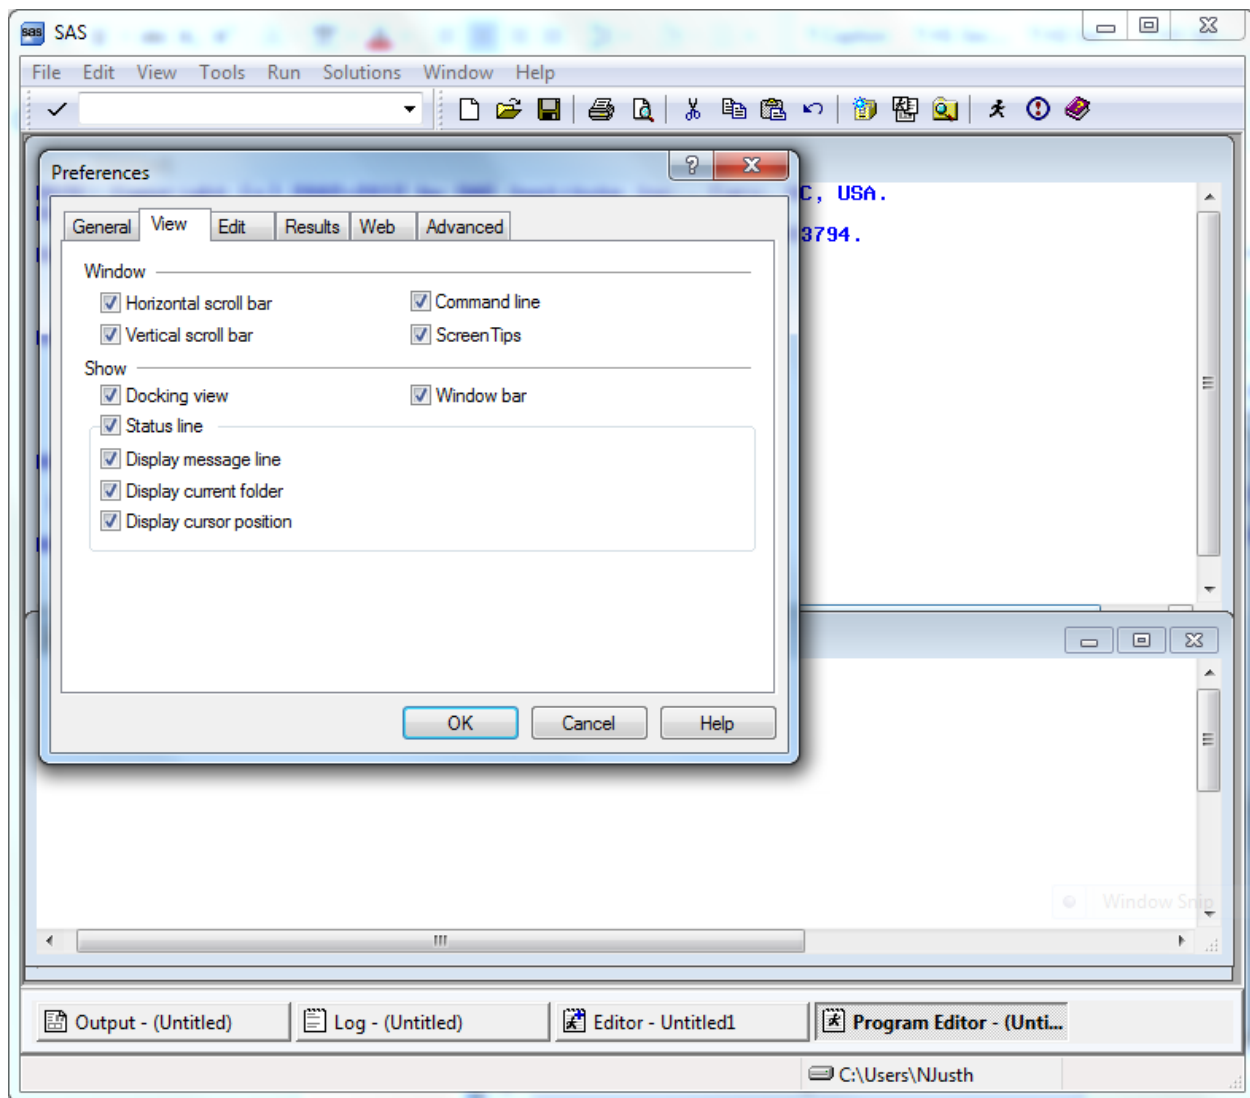 SAS
File Edit View Tools Run Solutions Window Help
Preferences
C, USA.
General View Edit Results Web Advanced
3794.
Window
Horizontal scroll bar Command line
Vertical scroll bar ScreenTips
Show
Docking view Window bar
Status line
Display message line
Display current folder
Display cursor position
OK Cancel Help
Window Snip
Output - (Untitled) Log - (Untitled) Editor - Untitled1 Program Editor - (Unti...
C:\Users\NJusth